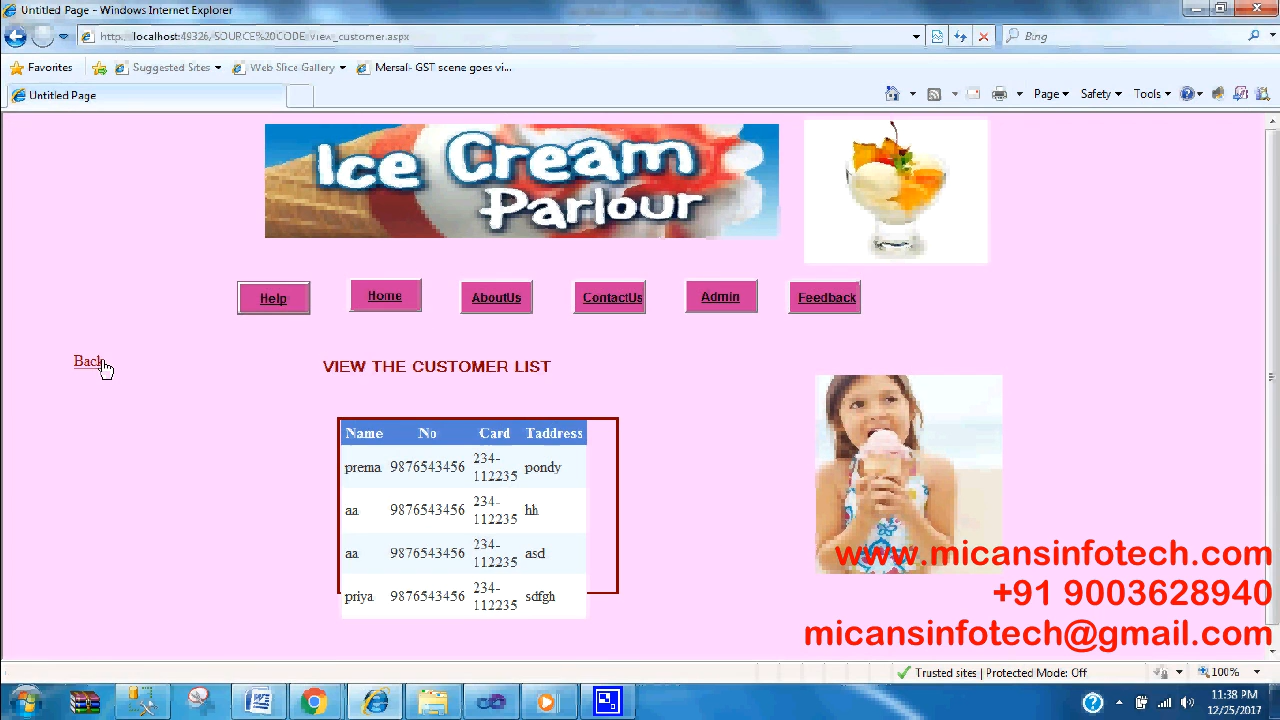 Untitled Page - Windows Internet Explorer
http://localhost:49326/SOURCE%20CODE/View_customer.aspx
Bing
Favorites
Suggested Sites
Web Slice Gallery
Mersal- GST scene goes vi...
Untitled Page
Page
Safety
Tools
Ice Cream
Parlour
Help
Home
AboutUs
ContactUs
Admin
Feedback
Back
VIEW THE CUSTOMER LIST
Name No Card Taddress
prema 9876543456 234-112235 pondy
aa 9876543456 234-112235 hh
aa 9876543456 234-112235 asd
priya 9876543456 234-112235 sdfgh
www.micansinfotech.com
+91 9003628940
micansinfotech@gmail.com
Trusted sites | Protected Mode: Off
100%
11:38 PM
12/25/2017